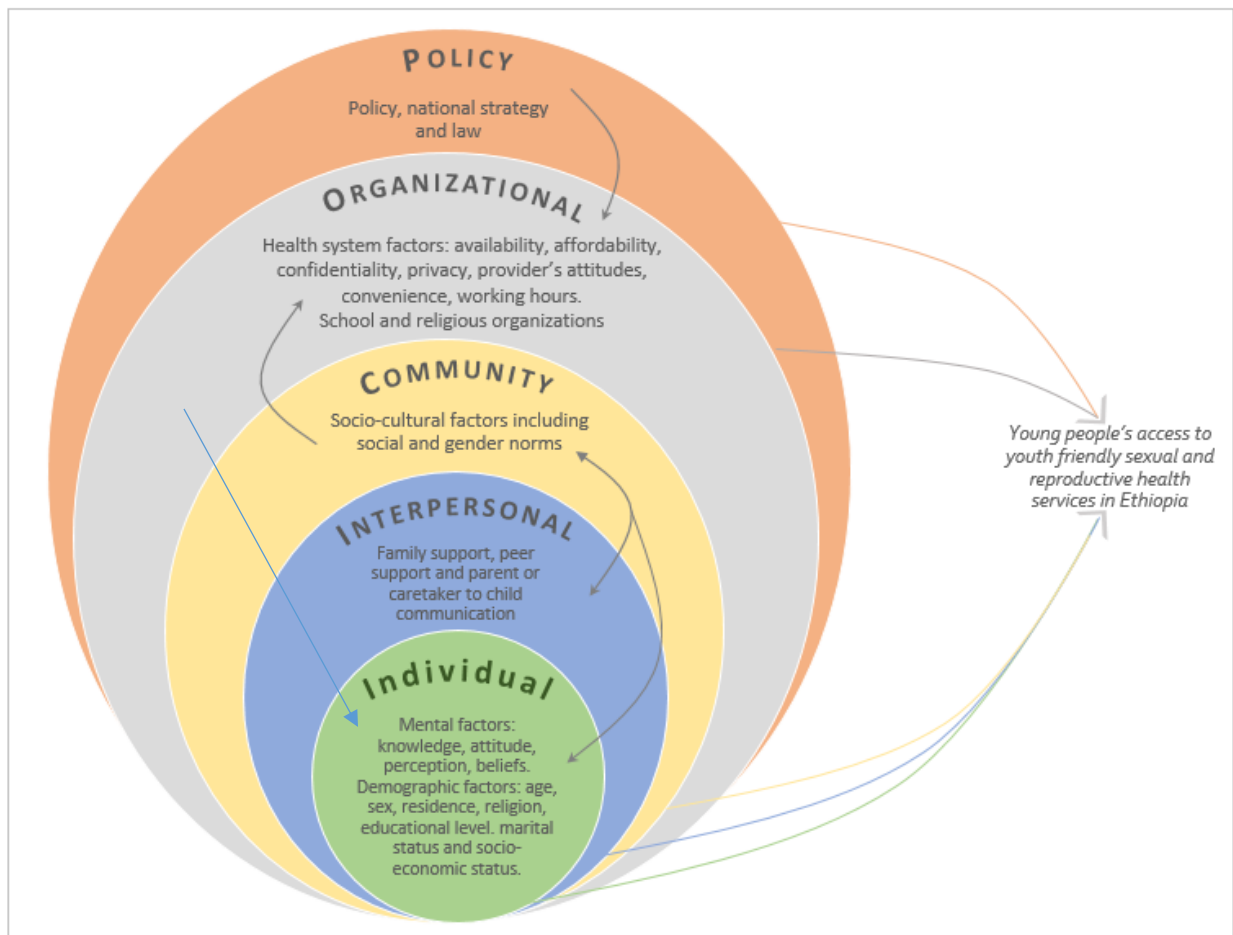 POLICY
Policy, national strategy
and law
ORGANIZATIONAL
Health system factors: availability, affordability,
confidentiality, privacy, provider's attitudes,
convenience, working hours.
School and religious organizations
COMMUNITY
Socio-cultural factors including
social and gender norms
INTERPERSONAL
Family support, peer
support and parent or
caretaker to child
communication
Individual
Mental factors:
knowledge, attitude,
perception, beliefs.
Demographic factors: age,
sex, residence, religion,
educational level. marital
status and socio-
economic status.
Young people's access to
youth friendly sexual and
reproductive health
services in Ethiopia